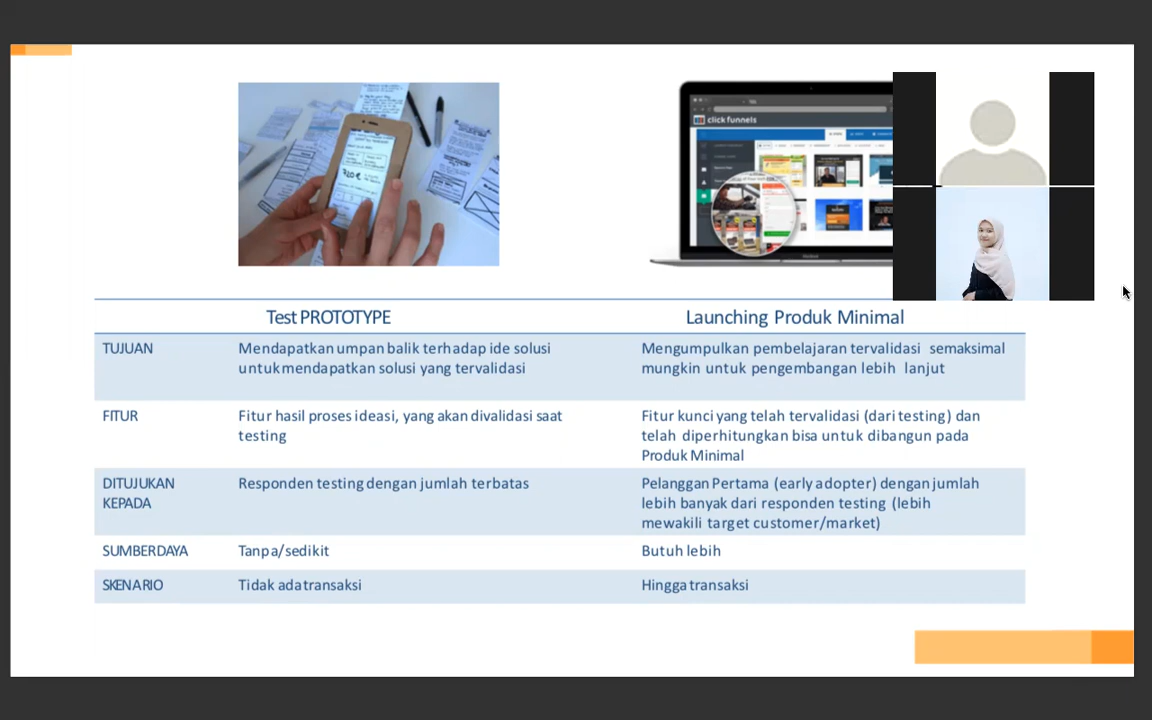 click funnels
720€
Test PROTOTYPE
Launching Produk Minimal
TUJUAN
Mendapatkan umpan balik terhadap ide solusi
untuk mendapatkan solusi yang tervalidasi
Mengumpulkan pembelajaran tervalidasi semaksimal
mungkin untuk pengembangan lebih lanjut
FITUR
Fitur hasil proses ideasi, yang akan divalidasi saat
testing
Fitur kunci yang telah tervalidasi (dari testing) dan
telah diperhitungkan bisa untuk dibangun pada
Produk Minimal
DITUJUKAN
KEPADA
Responden testing dengan jumlah terbatas
Pelanggan Pertama (early adopter) dengan jumlah
lebih banyak dari responden testing (lebih
mewakili target customer/market)
SUMBERDAYA
Tanpa/sedikit
Butuh lebih
SKENARIO
Tidak ada transaksi
Hingga transaksi